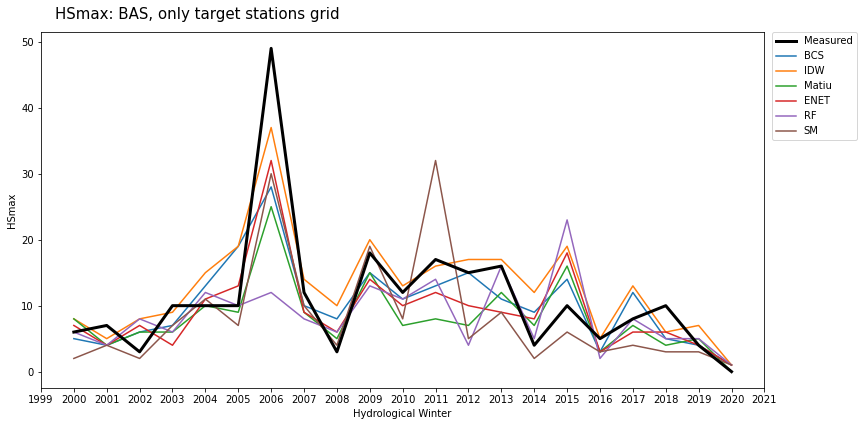 HSmax: BAS, only target stations grid
50
40
30
20
10
0
HSmax
1999 2000 2001 2002 2003 2004 2005 2006 2007 2008 2009 2010 2011 2012 2013 2014 2015 2016 2017 2018 2019 2020 2021
Hydrological Winter
Measured
BCS
IDW
Matiu
ENET
RF
SM